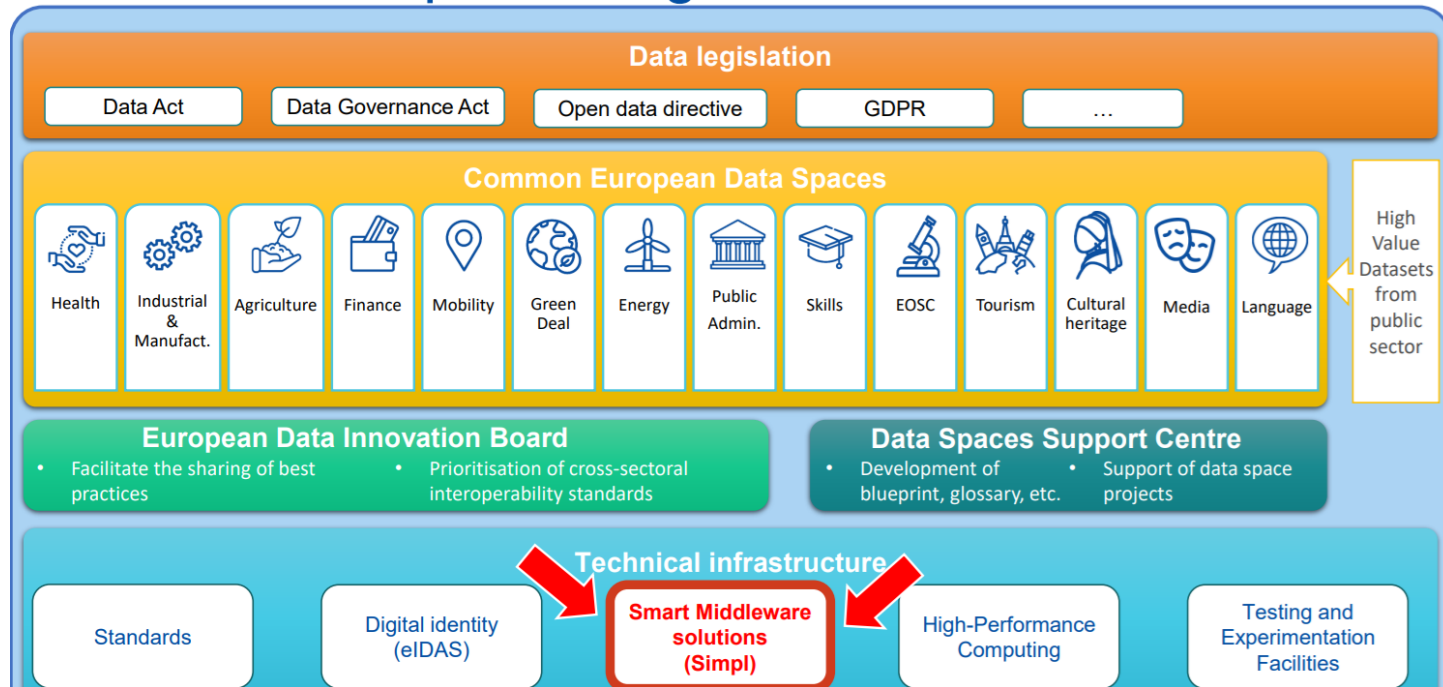 Data legislation
Data Act
Data Governance Act
Open data directive
GDPR
...
Common European Data Spaces
Health
Industrial
&
Manufact.
Agriculture
Finance
Mobility
Green
Deal
Energy
Public
Admin.
Skills
EOSC
Tourism
Cultural
heritage
Media
Language
High
Value
Datasets
from
public
sector
European Data Innovation Board
• Facilitate the sharing of best
practices
• Prioritisation of cross-sectoral
interoperability standards
Data Spaces Support Centre
• Development of
blueprint, glossary, etc.
• Support of data space
projects
Technical infrastructure
Standards
Digital identity
(eIDAS)
Smart Middleware
solutions
(Simpl)
High-Performance
Computing
Testing and
Experimentation
Facilities